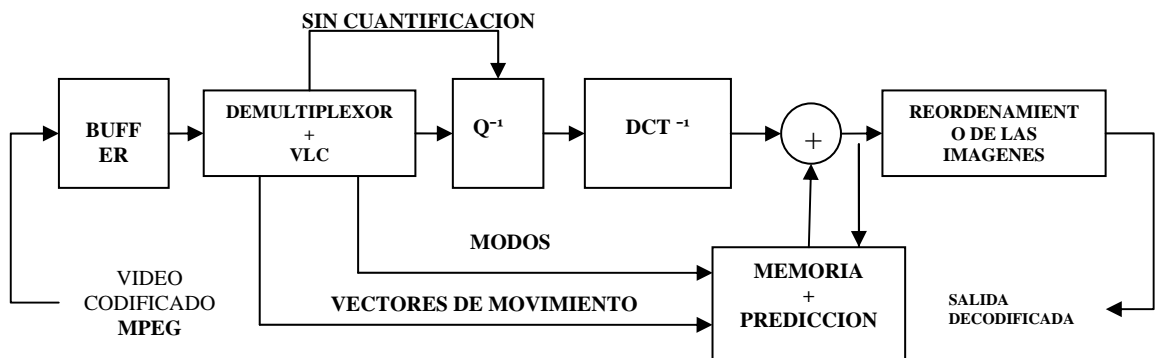 SIN CUANTIFICACION
BUFF
ER
DEMULTIPLEXOR
+
VLC
Q⁻¹
DCT ⁻¹
+
REORDENAMIENT
O DE LAS
IMAGENES
MODOS
VECTORES DE MOVIMIENTO
MEMORIA
+
PREDICCION
VIDEO
CODIFICADO
MPEG
SALIDA
DECODIFICADA